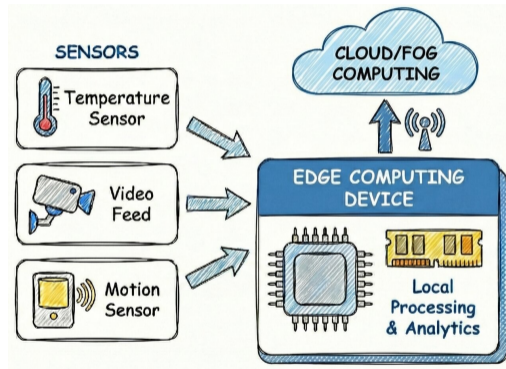 SENSORS
Temperature
Sensor
Video
Feed
Motion
Sensor
CLOUD/FOG
COMPUTING
EDGE COMPUTING
DEVICE
Local
Processing
& Analytics